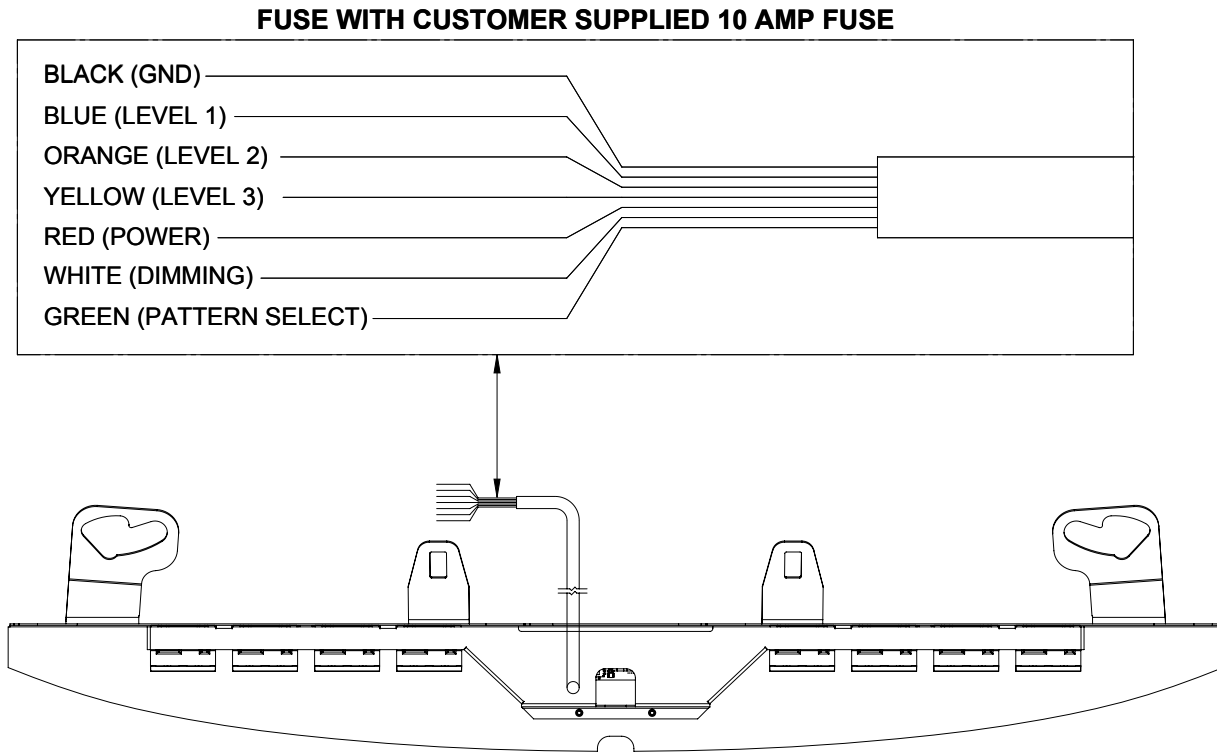 FUSE WITH CUSTOMER SUPPLIED 10 AMP FUSE
BLACK (GND)
BLUE (LEVEL 1)
ORANGE (LEVEL 2)
YELLOW (LEVEL 3)
RED (POWER)
WHITE (DIMMING)
GREEN (PATTERN SELECT)